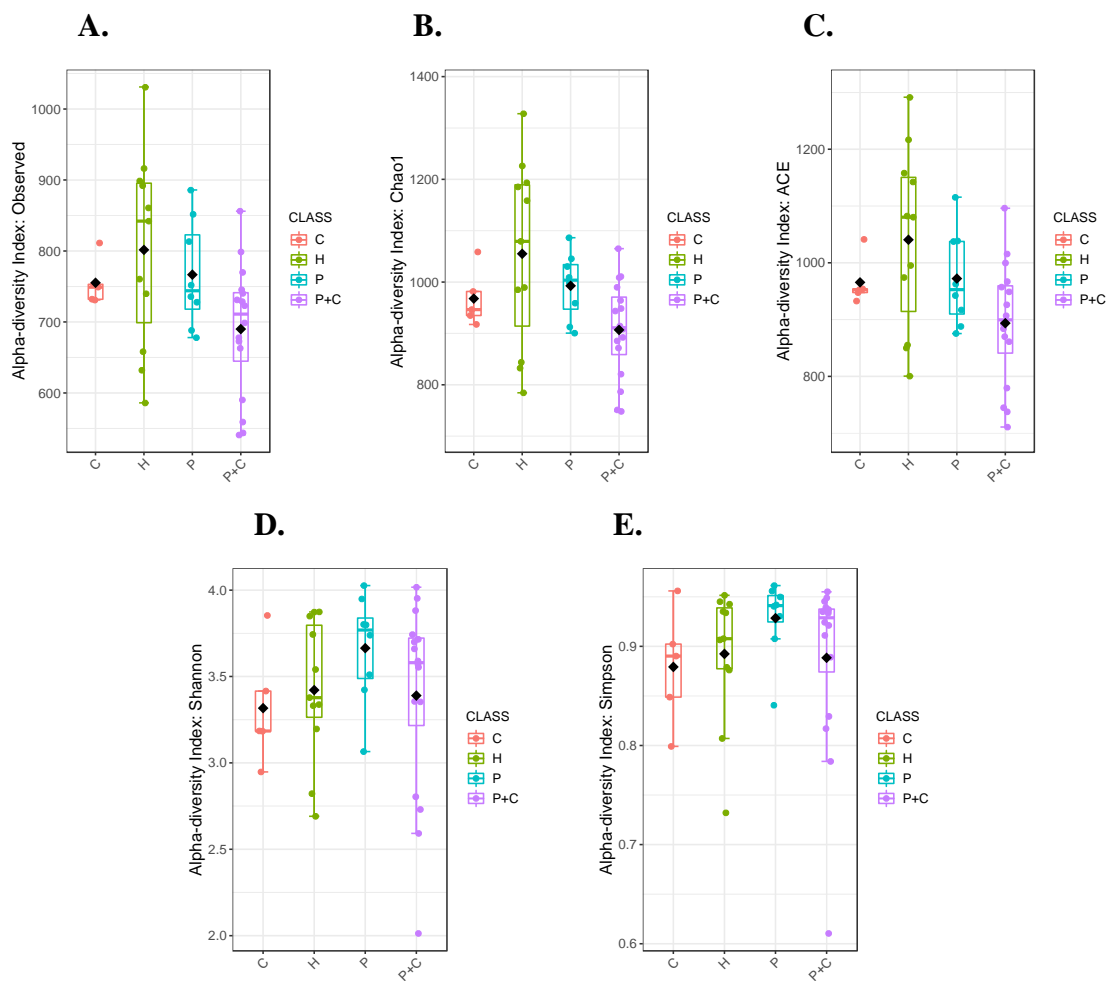 A.
Alpha-diversity Index: Observed
1000
900
800
700
600
C
H
P
P+C
CLASS
C
H
P
P+C
B.
Alpha-diversity Index: Chao1
1400
1200
1000
800
C
H
P
P+C
CLASS
C
H
P
P+C
C.
Alpha-diversity Index: ACE
1200
1000
800
C
H
P
P+C
CLASS
C
H
P
P+C
D.
Alpha-diversity Index: Shannon
4.0
3.5
3.0
2.5
2.0
C
H
P
P+C
CLASS
C
H
P
P+C
E.
Alpha-diversity Index: Simpson
0.9
0.8
0.7
0.6
C
H
P
P+C
CLASS
C
H
P
P+C